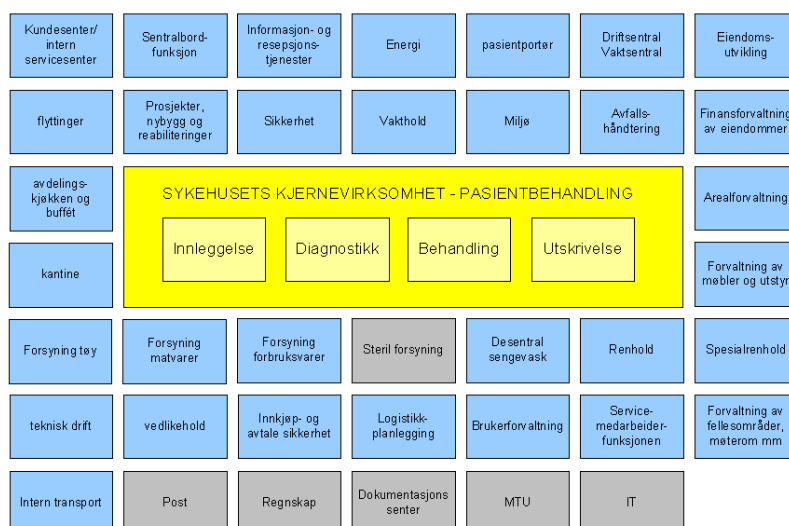 Kundesenter/
intern
servicesenter
Sentralbord-
funksjon
Informasjon- og
resepsjons-
tjenester
Energi
pasientportør
Driftsentral
Vaktsentral
Eiendoms-
utvikling
flyttinger
Prosjekter,
nybygg og
reabiliteringer
Sikkerhet
Vakthold
Miljø
Avfalls-
håndtering
Finansforvaltning
av eiendommer
avdelings-
kjøkken og
buffét
SYKEHUSETS KJERNEVIRKSOMHET - PASIENTBEHANDLING
Innleggelse
Diagnostikk
Behandling
Utskrivelse
Arealforvaltning
kantine
Forvaltning av
møbler og utstyr
Forsyning tøy
Forsyning
matvarer
Forsyning
forbruksvarer
Steril forsyning
Desentral
sengevask
Renhold
Spesialrenhold
teknisk drift
vedlikehold
Innkjøp- og
avtale sikkerhet
Logistikk-
planlegging
Brukerforvaltning
Service-
medarbeider-
funksjonen
Forvaltning av
fellesområder,
møterom mm
Intern transport
Post
Regnskap
Dokumentasjons
senter
MTU
IT